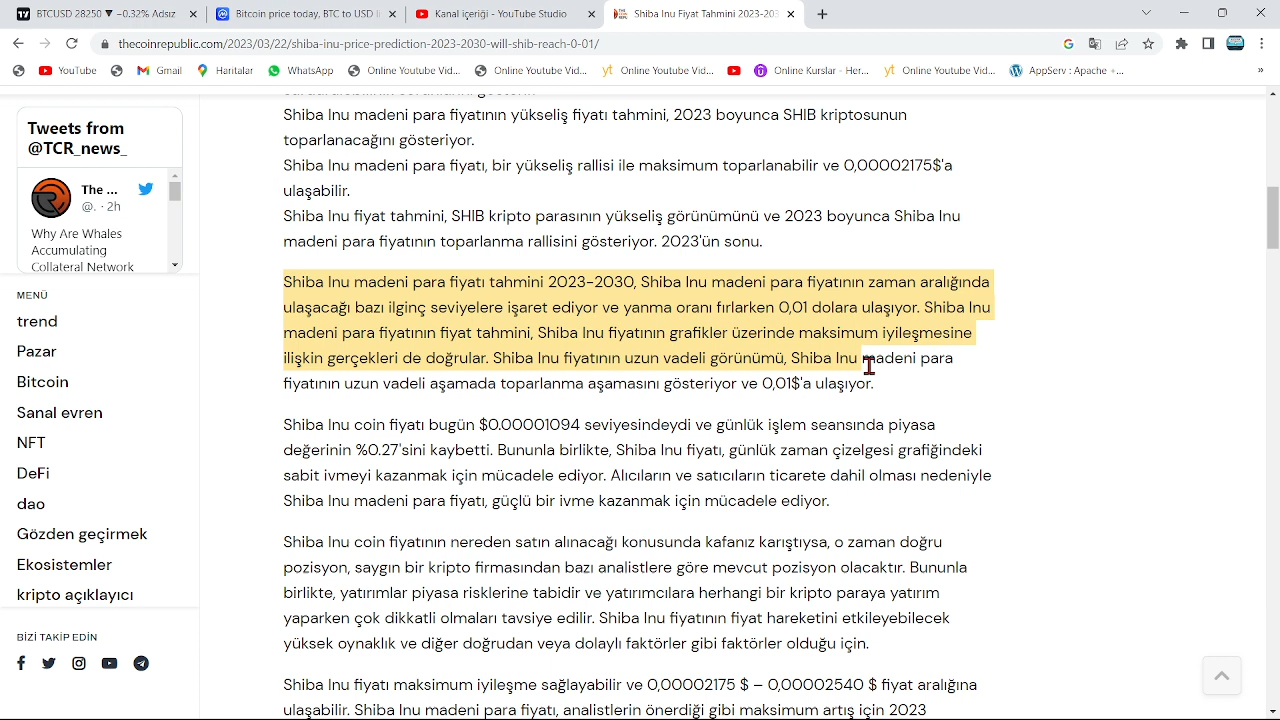 BTCUSD 28250 ▼ −0.32% Adsız
Bitcoin price today, BTC to USD li
Kanal içeriği - YouTube Studio
Shiba Inu Fiyat Tahmini 2023-203
thecoinrepublic.com/2023/03/22/shiba-inu-price-prediction-2023-2030-will-shib-reach-0-01/
YouTube
Gmail
Haritalar
WhatsApp
Online Youtube Vid...
Online Youtube Vid...
Online Youtube Vid...
Online Kurslar - Her...
Online Youtube Vid...
AppServ : Apache +...
»
Tweets from
@TCR_news_
The ...
@. · 2h
Why Are Whales
Accumulating
Collateral Network
MENÜ
trend
Pazar
Bitcoin
Sanal evren
NFT
DeFi
dao
Gözden geçirmek
Ekosistemler
kripto açıklayıcı
BİZİ TAKİP EDİN
Shiba Inu madeni para fiyatının yükseliş fiyatı tahmini, 2023 boyunca SHIB kriptosunun
toparlanacağını gösteriyor.
Shiba Inu madeni para fiyatı, bir yükseliş rallisi ile maksimum toparlanabilir ve 0,00002175$'a
ulaşabilir.
Shiba Inu fiyat tahmini, SHIB kripto parasının yükseliş görünümünü ve 2023 boyunca Shiba Inu
madeni para fiyatının toparlanma rallisini gösteriyor. 2023'ün sonu.
Shiba Inu madeni para fiyatı tahmini 2023-2030, Shiba Inu madeni para fiyatının zaman aralığında
ulaşacağı bazı ilginç seviyelere işaret ediyor ve yanma oranı fırlarken 0,01 dolara ulaşıyor. Shiba Inu
madeni para fiyatının fiyat tahmini, Shiba Inu fiyatının grafikler üzerinde maksimum iyileşmesine
ilişkin gerçekleri de doğrular. Shiba Inu fiyatının uzun vadeli görünümü, Shiba Inu madeni para
fiyatının uzun vadeli aşamada toparlanma aşamasını gösteriyor ve 0,01$'a ulaşıyor.
Shiba Inu coin fiyatı bugün $0.00001094 seviyesindeydi ve günlük işlem seansında piyasa
değerinin %0.27'sini kaybetti. Bununla birlikte, Shiba Inu fiyatı, günlük zaman çizelgesi grafiğindeki
sabit ivmeyi kazanmak için mücadele ediyor. Alıcıların ve satıcıların ticarete dahil olması nedeniyle
Shiba Inu madeni para fiyatı, güçlü bir ivme kazanmak için mücadele ediyor.
Shiba Inu coin fiyatının nereden satın alınacağı konusunda kafanız karıştıysa, o zaman doğru
pozisyon, saygın bir kripto firmasından bazı analistlere göre mevcut pozisyon olacaktır. Bununla
birlikte, yatırımlar piyasa risklerine tabidir ve yatırımcılara herhangi bir kripto paraya yatırım
yaparken çok dikkatli olmaları tavsiye edilir. Shiba Inu fiyatının fiyat hareketini etkileyebilecek
yüksek oynaklık ve diğer doğrudan veya dolaylı faktörler gibi faktörler olduğu için.
Shiba Inu fiyatı maksimum iyileşme sağlayabilir ve 0,00002175 $ – 0,00002540 $ fiyat aralığına
ulaşabilir. Shiba Inu madeni para fiyatı, analistlerin önerdiği gibi maksimum artış için 2023